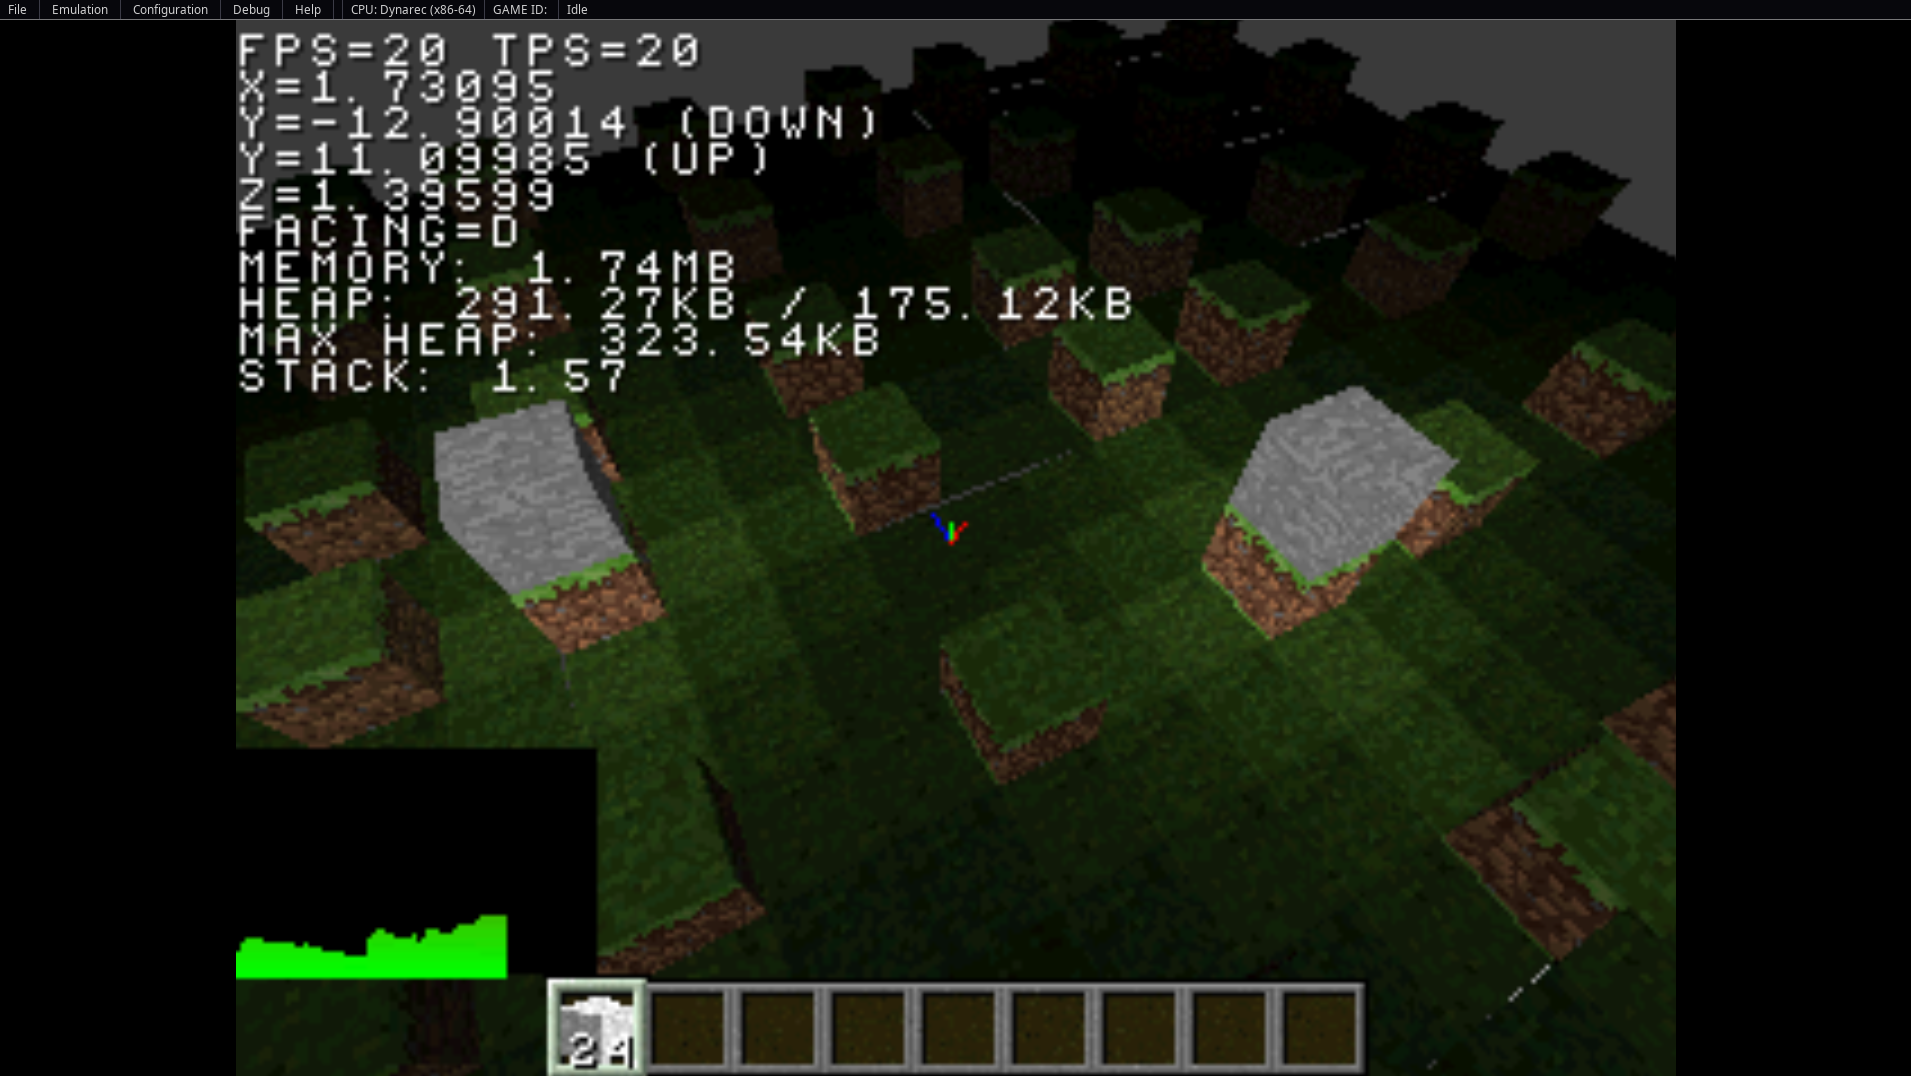 File Emulation Configuration Debug Help CPU: Dynarec (x86-64) GAME ID: Idle
FPS=20 TPS=20
X=1.73095
Y=-12.90014 (DOWN)
Y=11.09985 (UP)
Z=1.39599
FACING=D
MEMORY: 1.74MB
HEAP: 291.27KB / 175.12KB
MAX HEAP: 323.54KB
STACK: 1.57
24